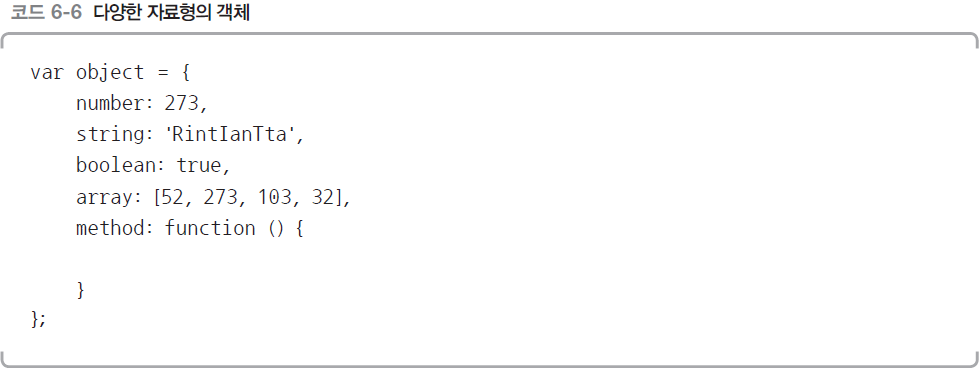 코드 6-6 다양한 자료형의 객체
var object = {
    number: 273,
    string: 'RintIanTta',
    boolean: true,
    array: [52, 273, 103, 32],
    method: function () {
    }
};